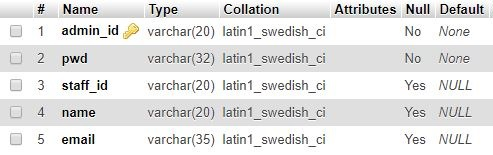 # Name Type Collation Attributes Null Default
1 admin_id varchar(20) latin1_swedish_ci No None
2 pwd varchar(32) latin1_swedish_ci No None
3 staff_id varchar(20) latin1_swedish_ci Yes NULL
4 name varchar(20) latin1_swedish_ci Yes NULL
5 email varchar(35) latin1_swedish_ci Yes NULL